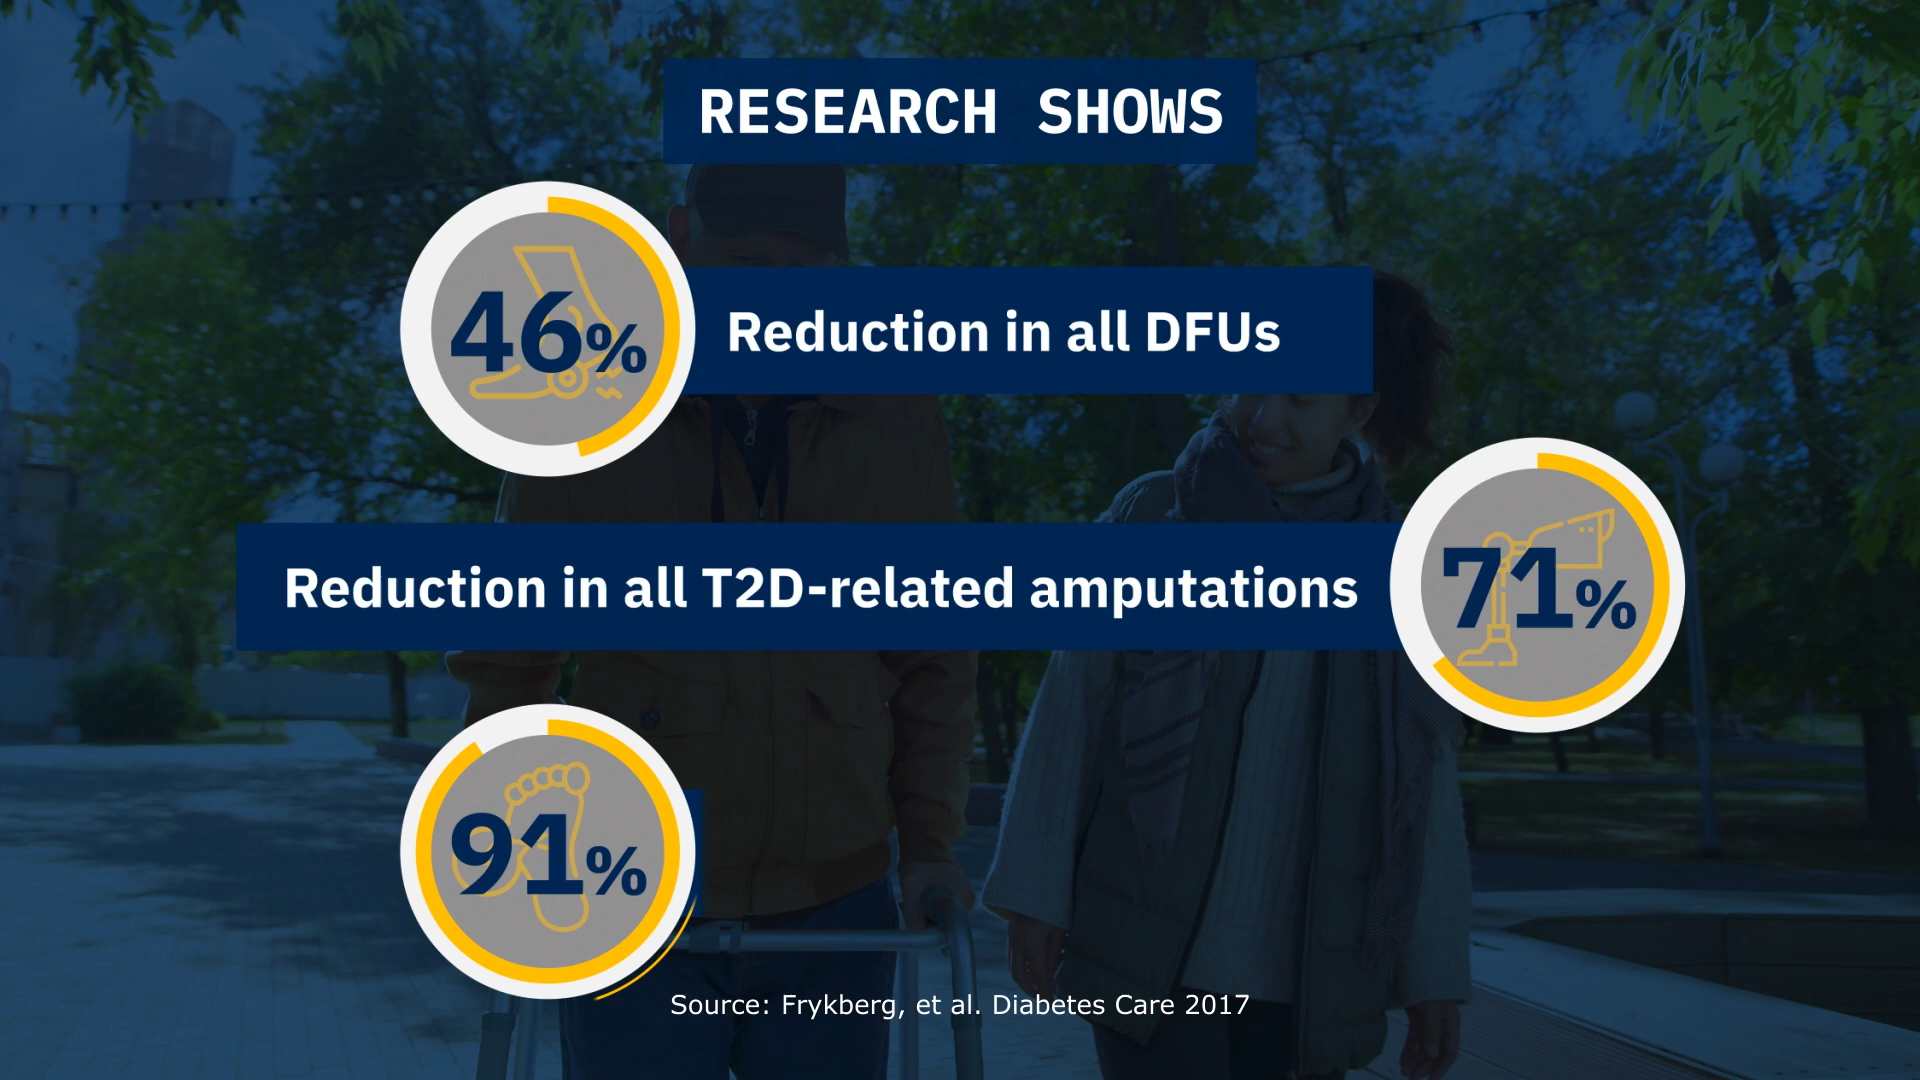 RESEARCH SHOWS
46% Reduction in all DFUs
Reduction in all T2D-related amputations 71%
91%
Source: Frykberg, et al. Diabetes Care 2017